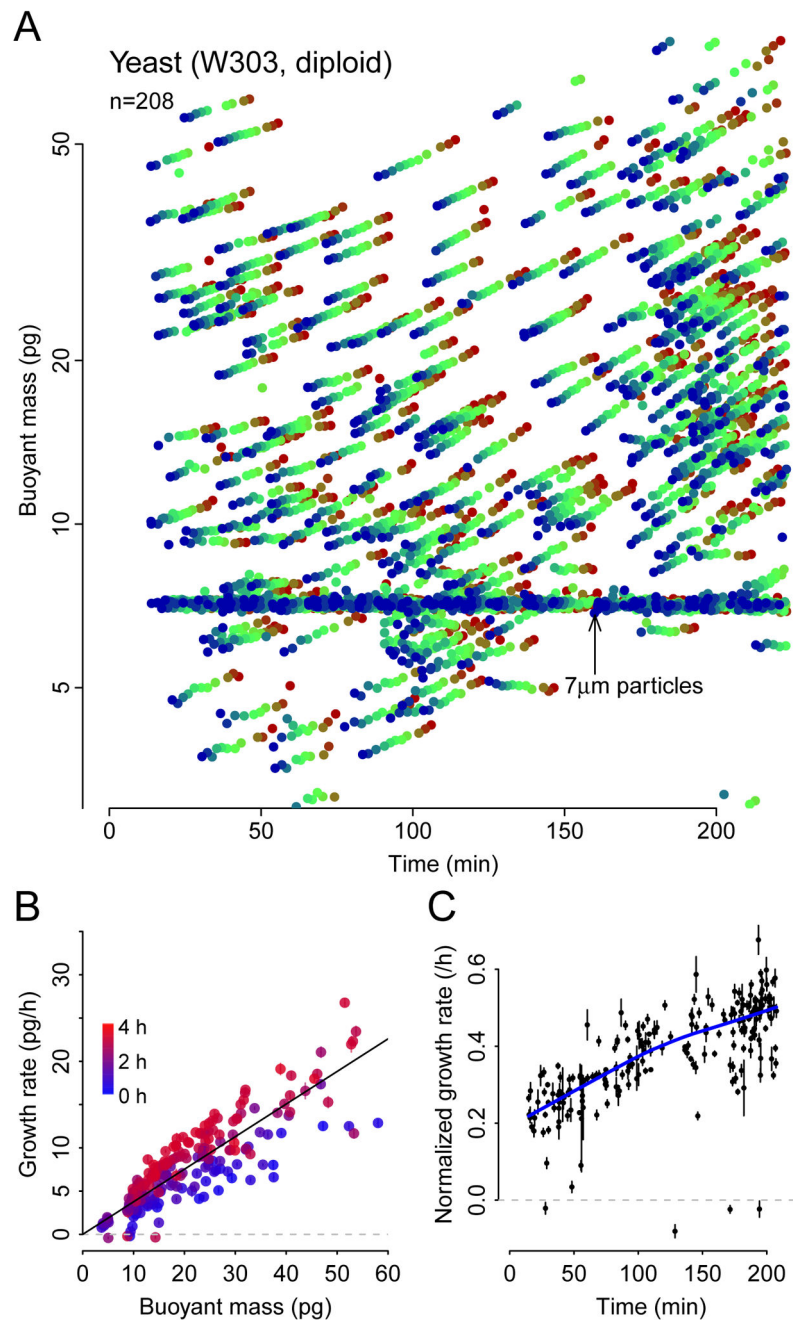 A
Yeast (W303, diploid)
n=208
50
20
10
5
Buoyant mass (pg)
7μm particles
0 50 100 150 200
Time (min)
B
30
20
10
5
0
Growth rate (pg/h)
4 h
2 h
0 h
0 10 20 30 40 50 60
Buoyant mass (pg)
C
0.6
0.4
0.2
0.0
Normalized growth rate (/h)
0 50 100 150 200
Time (min)